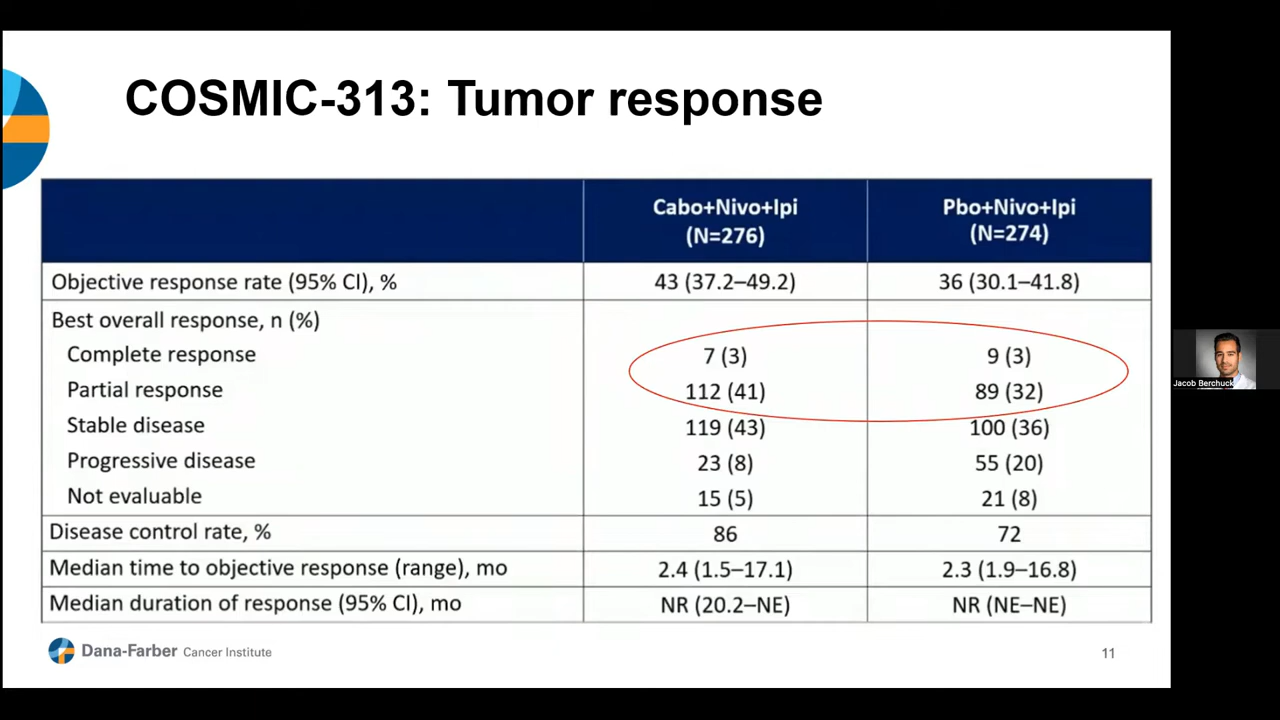 COSMIC-313: Tumor response
Cabo+Nivo+Ipi
(N=276)
Pbo+Nivo+Ipi
(N=274)
Objective response rate (95% CI), % 43 (37.2–49.2) 36 (30.1–41.8)
Best overall response, n (%)
Complete response 7 (3) 9 (3)
Partial response 112 (41) 89 (32)
Stable disease 119 (43) 100 (36)
Progressive disease 23 (8) 55 (20)
Not evaluable 15 (5) 21 (8)
Disease control rate, % 86 72
Median time to objective response (range), mo 2.4 (1.5–17.1) 2.3 (1.9–16.8)
Median duration of response (95% CI), mo NR (20.2–NE) NR (NE–NE)
Dana-Farber Cancer Institute
11
Jacob Berchuck